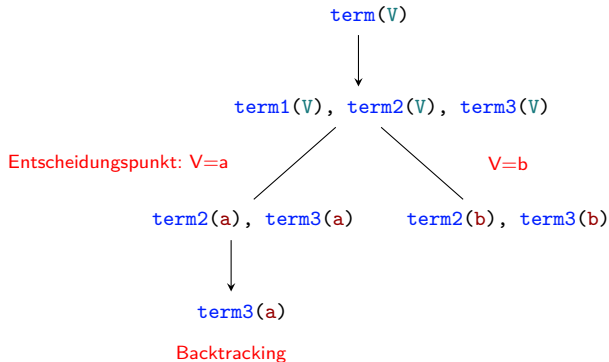 term(V)
term1(V), term2(V), term3(V)
Entscheidungspunkt: V=a
V=b
term2(a), term3(a)
term2(b), term3(b)
term3(a)
Backtracking